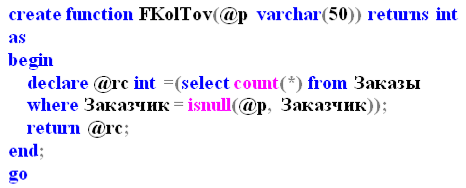 create function FKolTov(@p varchar(50)) returns int
as
begin
declare @rc int =(select count(*) from Заказы
where Заказчик = isnull(@p, Заказчик));
return @rc;
end;
go